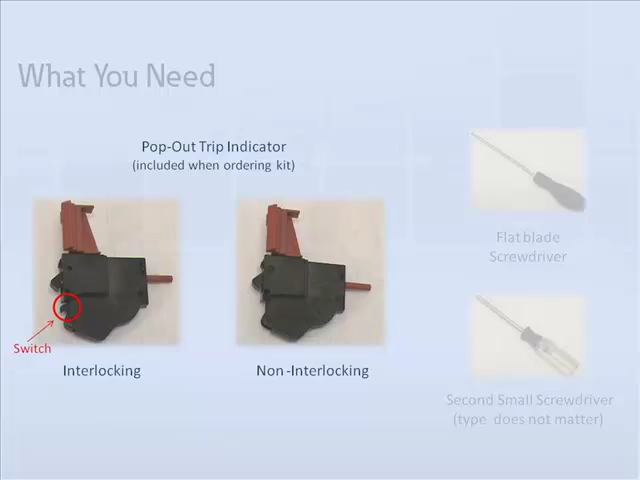 What You Need
Pop-Out Trip Indicator
(included when ordering kit)
Switch
Interlocking
Non-Interlocking
Flat blade
Screwdriver
Second Small Screwdriver
(type does not matter)